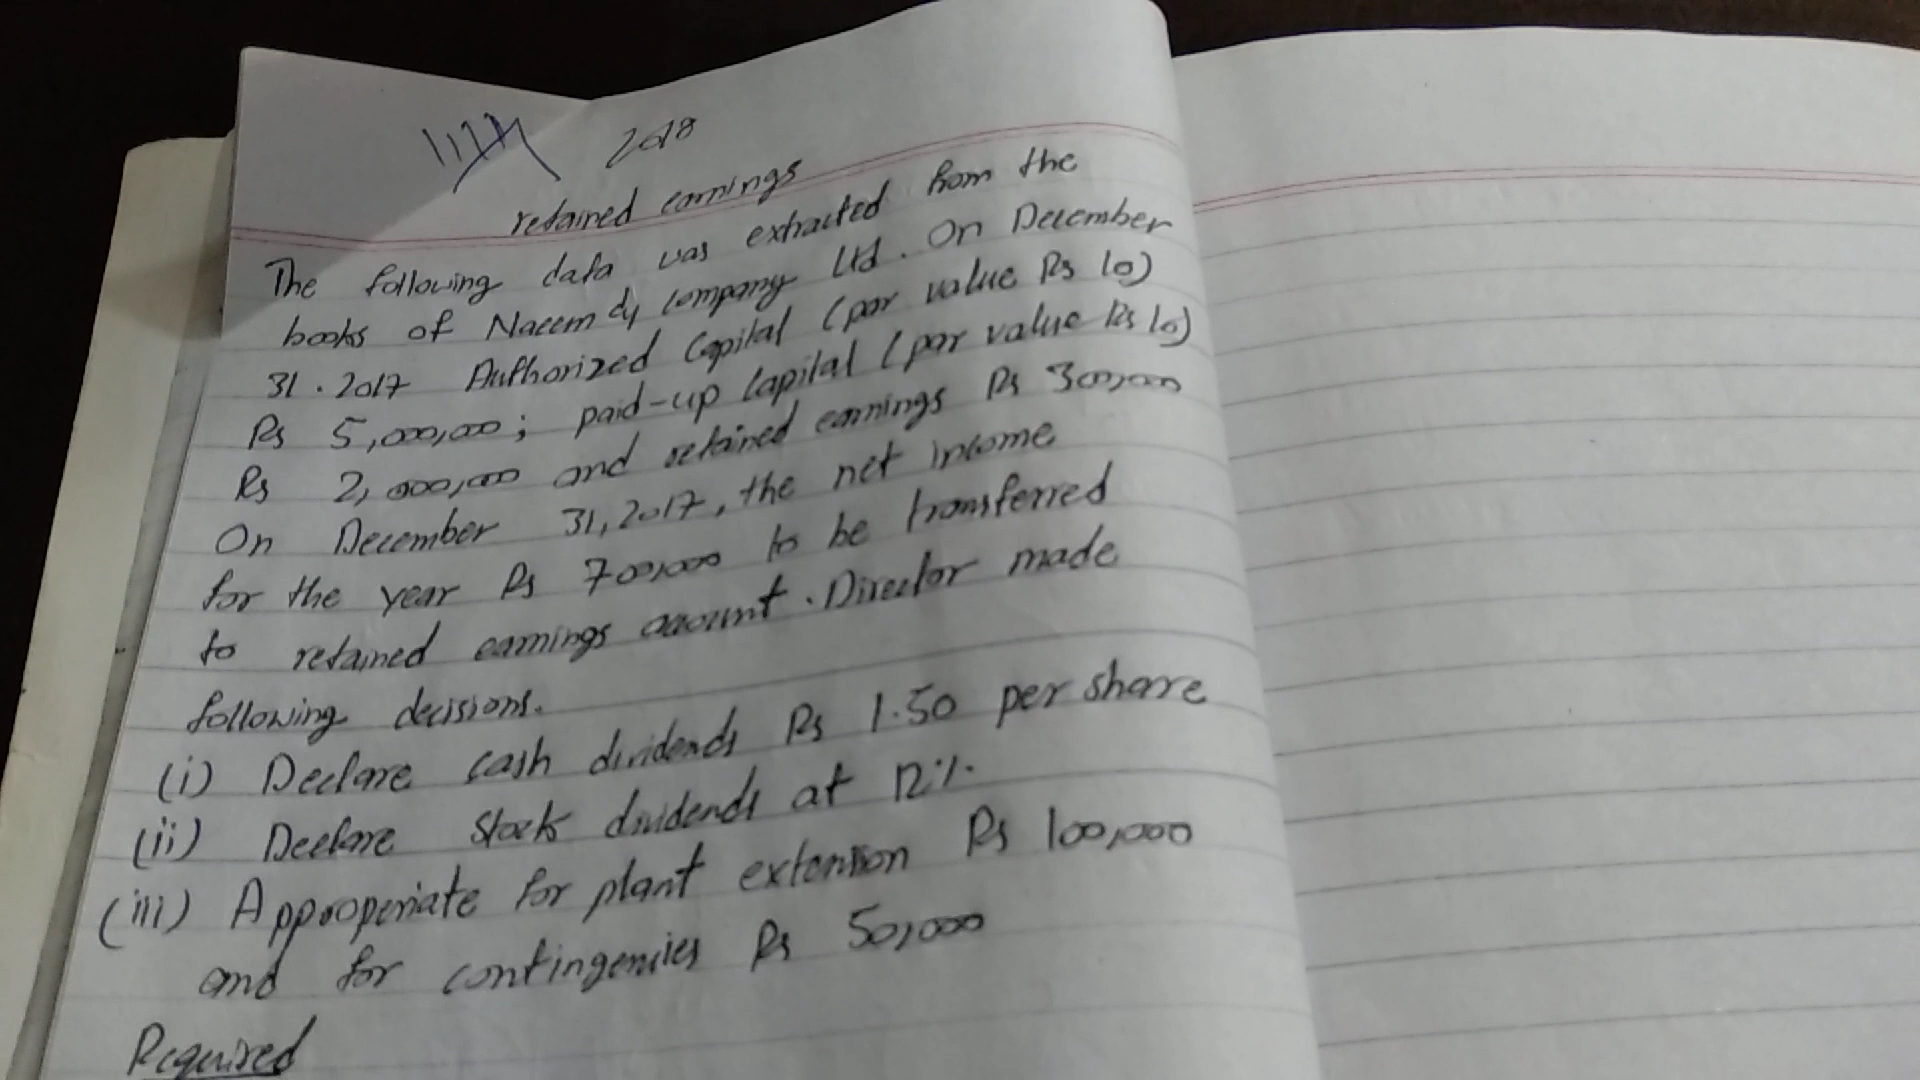 2018
retained earnings
The following data was extracted from the
books of Naeem dy company Ltd. On December
31. 2017 Authorized Capital (par value Rs 10)
Rs 5,000,000; paid-up Capital (par value Rs 10)
Rs 2,000,000 and retained earnings Rs 300,000
On December 31, 2017, the net income
for the year Rs 700,000 to be transferred
to retained earnings account. Director made
following decisions.
(i) Declare cash dividends Rs 1.50 per share
(ii) Declare Stock dividends at 12%.
(iii) Approperiate for plant extention Rs 100,000
and for contingencies Rs 50,000
Required